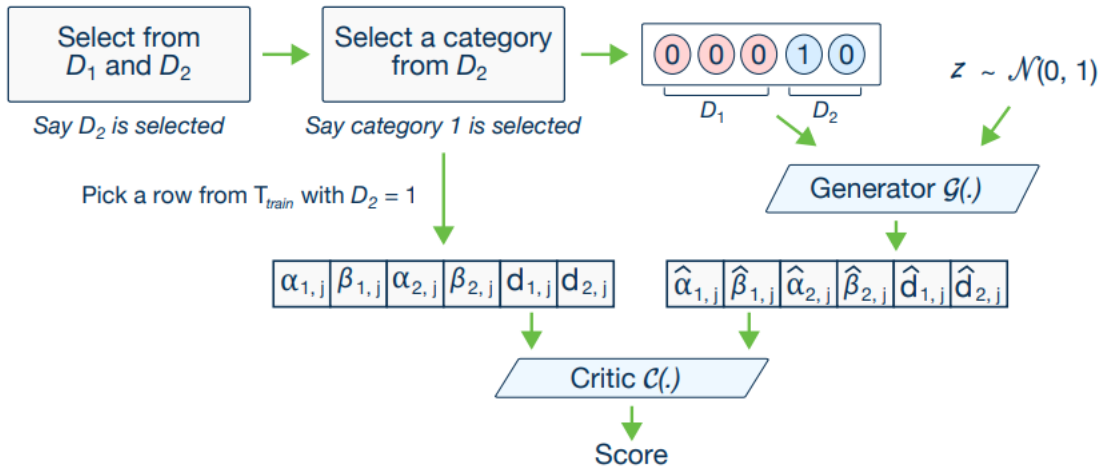 Select from
D₁ and D₂
Select a category
from D₂
0 0 0 1 0
D₁ D₂
z ~ 𝒩(0, 1)
Say D₂ is selected
Say category 1 is selected
Pick a row from T_train with D₂ = 1
Generator 𝒢(.)
α₁,ⱼ β₁,ⱼ α₂,ⱼ β₂,ⱼ d₁,ⱼ d₂,ⱼ
α̂₁,ⱼ β̂₁,ⱼ α̂₂,ⱼ β̂₂,ⱼ d̂₁,ⱼ d̂₂,ⱼ
Critic 𝒞(.)
Score